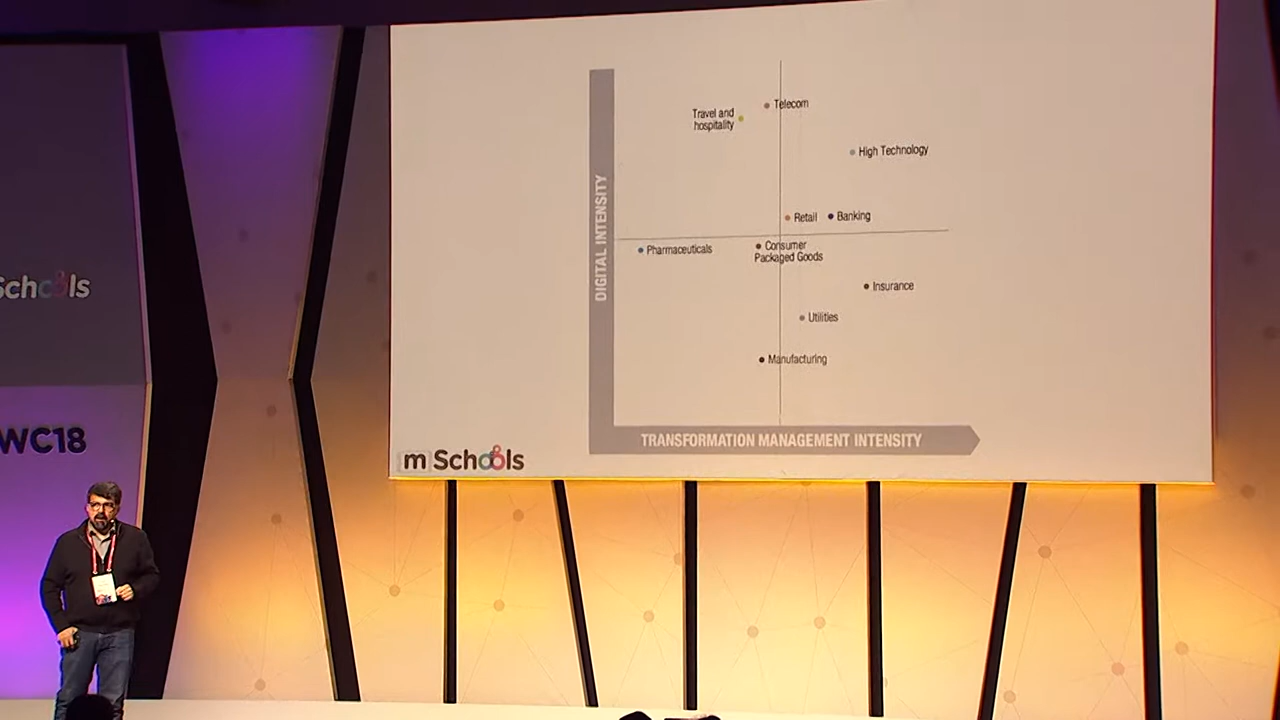 Travel and
hospitality
Telecom
High Technology
Retail
Banking
Pharmaceuticals
Consumer
Packaged Goods
Insurance
Utilities
Manufacturing
DIGITAL INTENSITY
TRANSFORMATION MANAGEMENT INTENSITY
m Schools
Schools
WC18